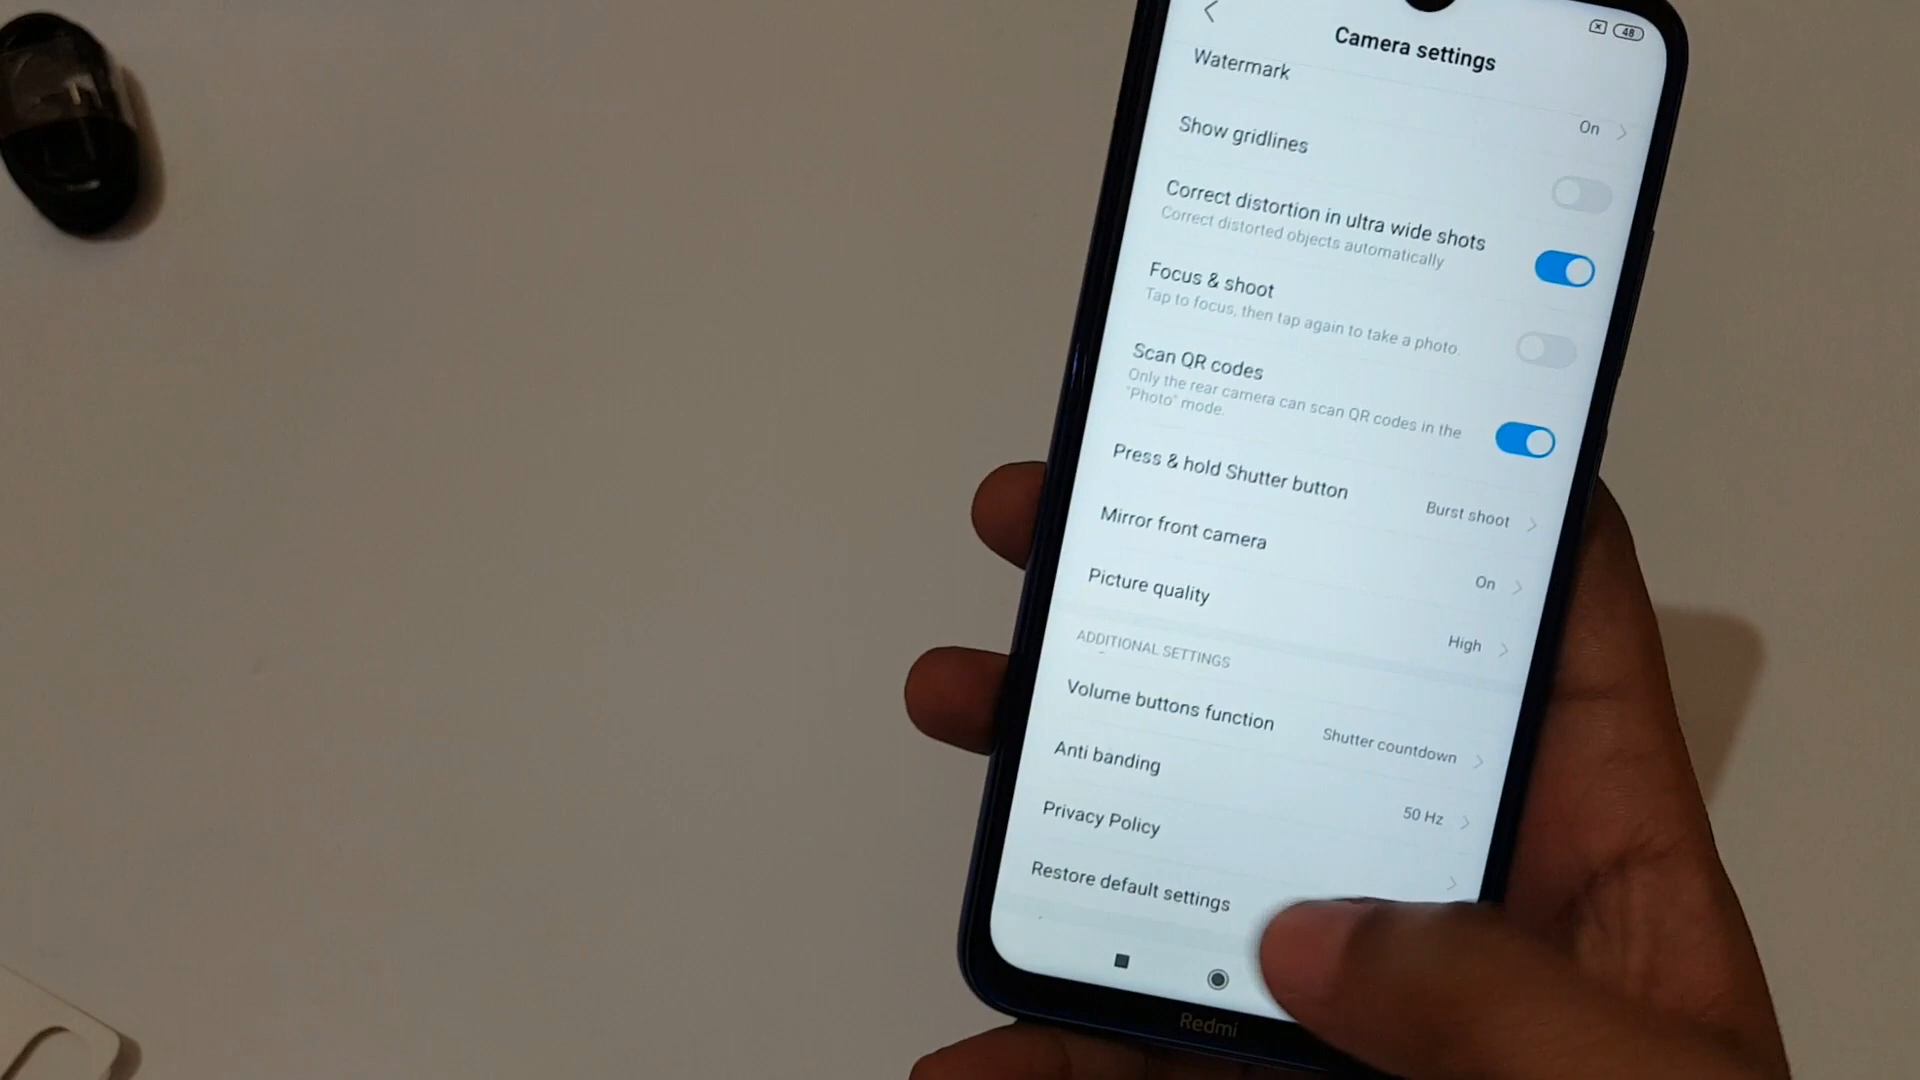 48
Camera settings
Watermark
On
Show gridlines
Correct distortion in ultra wide shots
Correct distorted objects automatically
Focus & shoot
Tap to focus, then tap again to take a photo.
Scan QR codes
Only the rear camera can scan QR codes in the
"Photo" mode.
Press & hold Shutter button
Burst shoot
Mirror front camera
On
Picture quality
High
ADDITIONAL SETTINGS
Volume buttons function
Shutter countdown
Anti banding
50 Hz
Privacy Policy
Restore default settings
Redmi